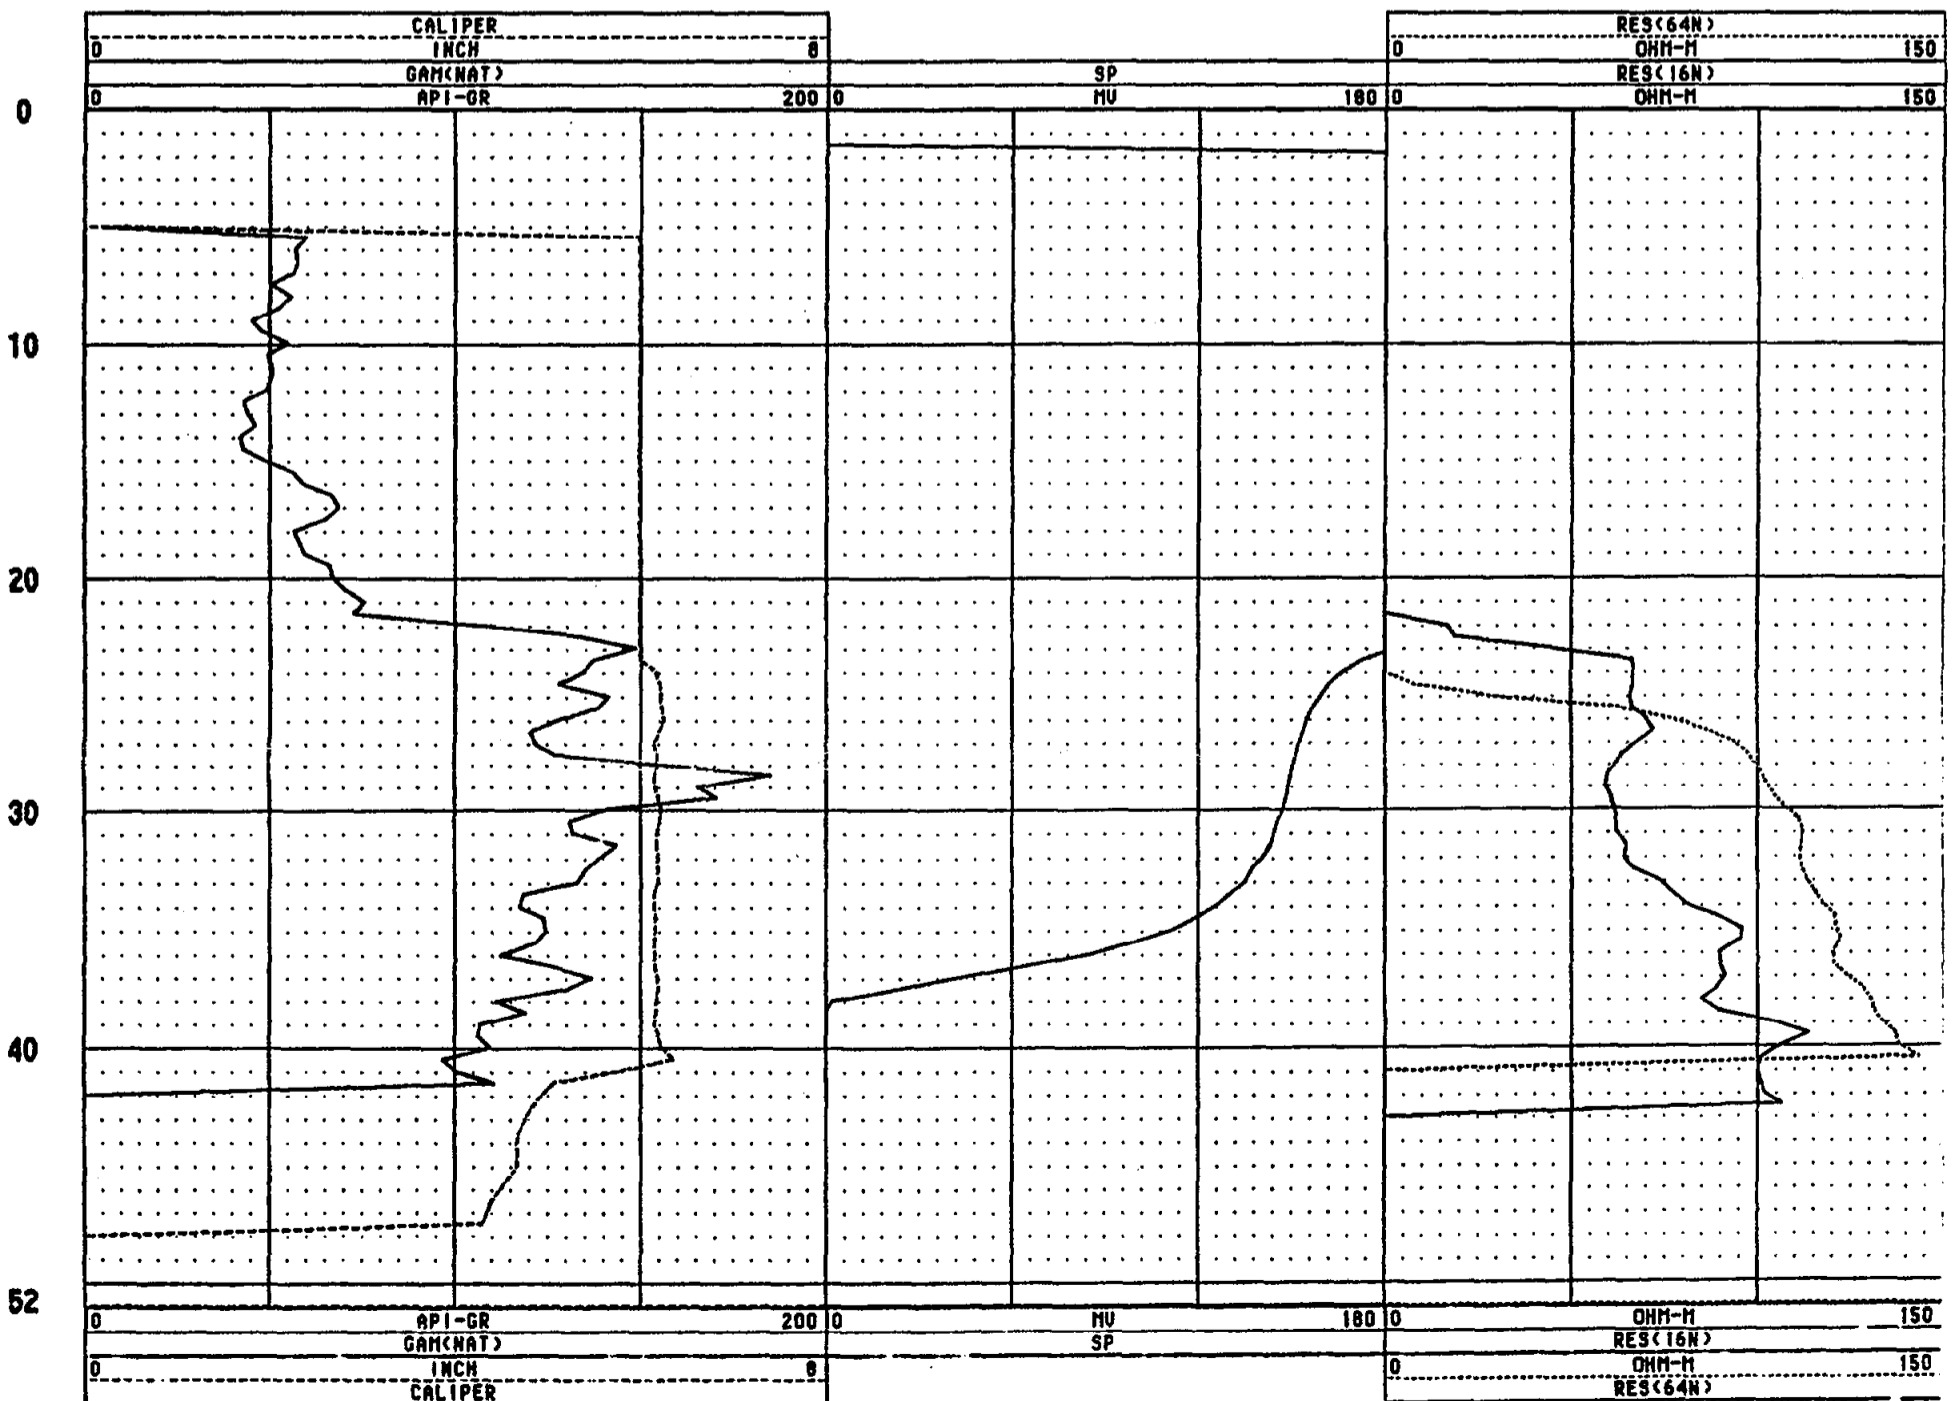 CALIPER RES(64N)
0 INCH 8 0 OHM-M 150
GAM(NAT) SP RES(16N)
0 API-GR 200 0 MV 180 0 OHM-M 150
0
10
20
30
40
52
0 API-GR 200 0 MV 180 0 OHM-M 150
GAM(NAT) SP RES(16N)
0 INCH 8 0 OHM-M 150
CALIPER RES(64N)